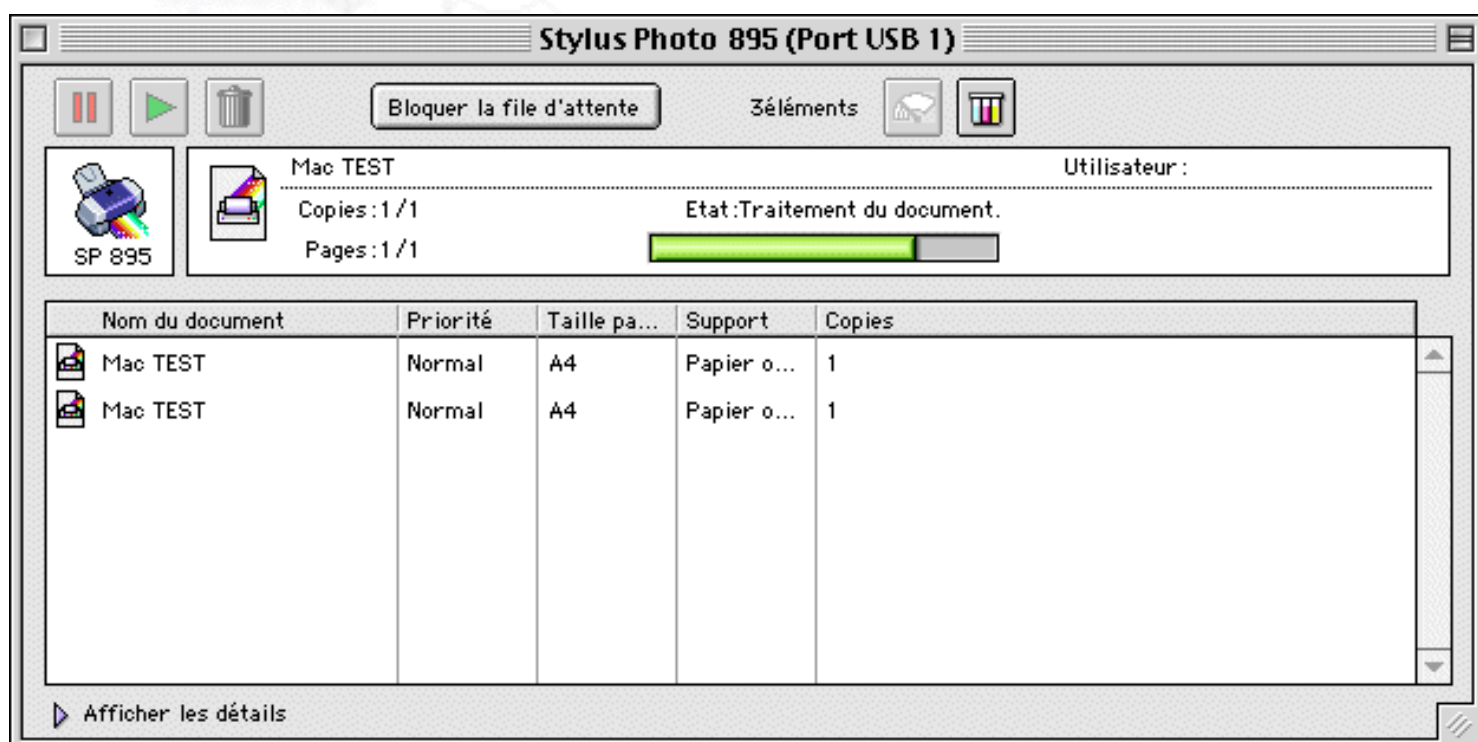 Stylus Photo 895 (Port USB 1)
Bloquer la file d'attente 3éléments
Mac TEST Utilisateur :
Copies :1/1 Etat :Traitement du document.
SP 895 Pages :1/1
Nom du document Priorité Taille pa... Support Copies
Mac TEST Normal A4 Papier o... 1
Mac TEST Normal A4 Papier o... 1
Afficher les détails